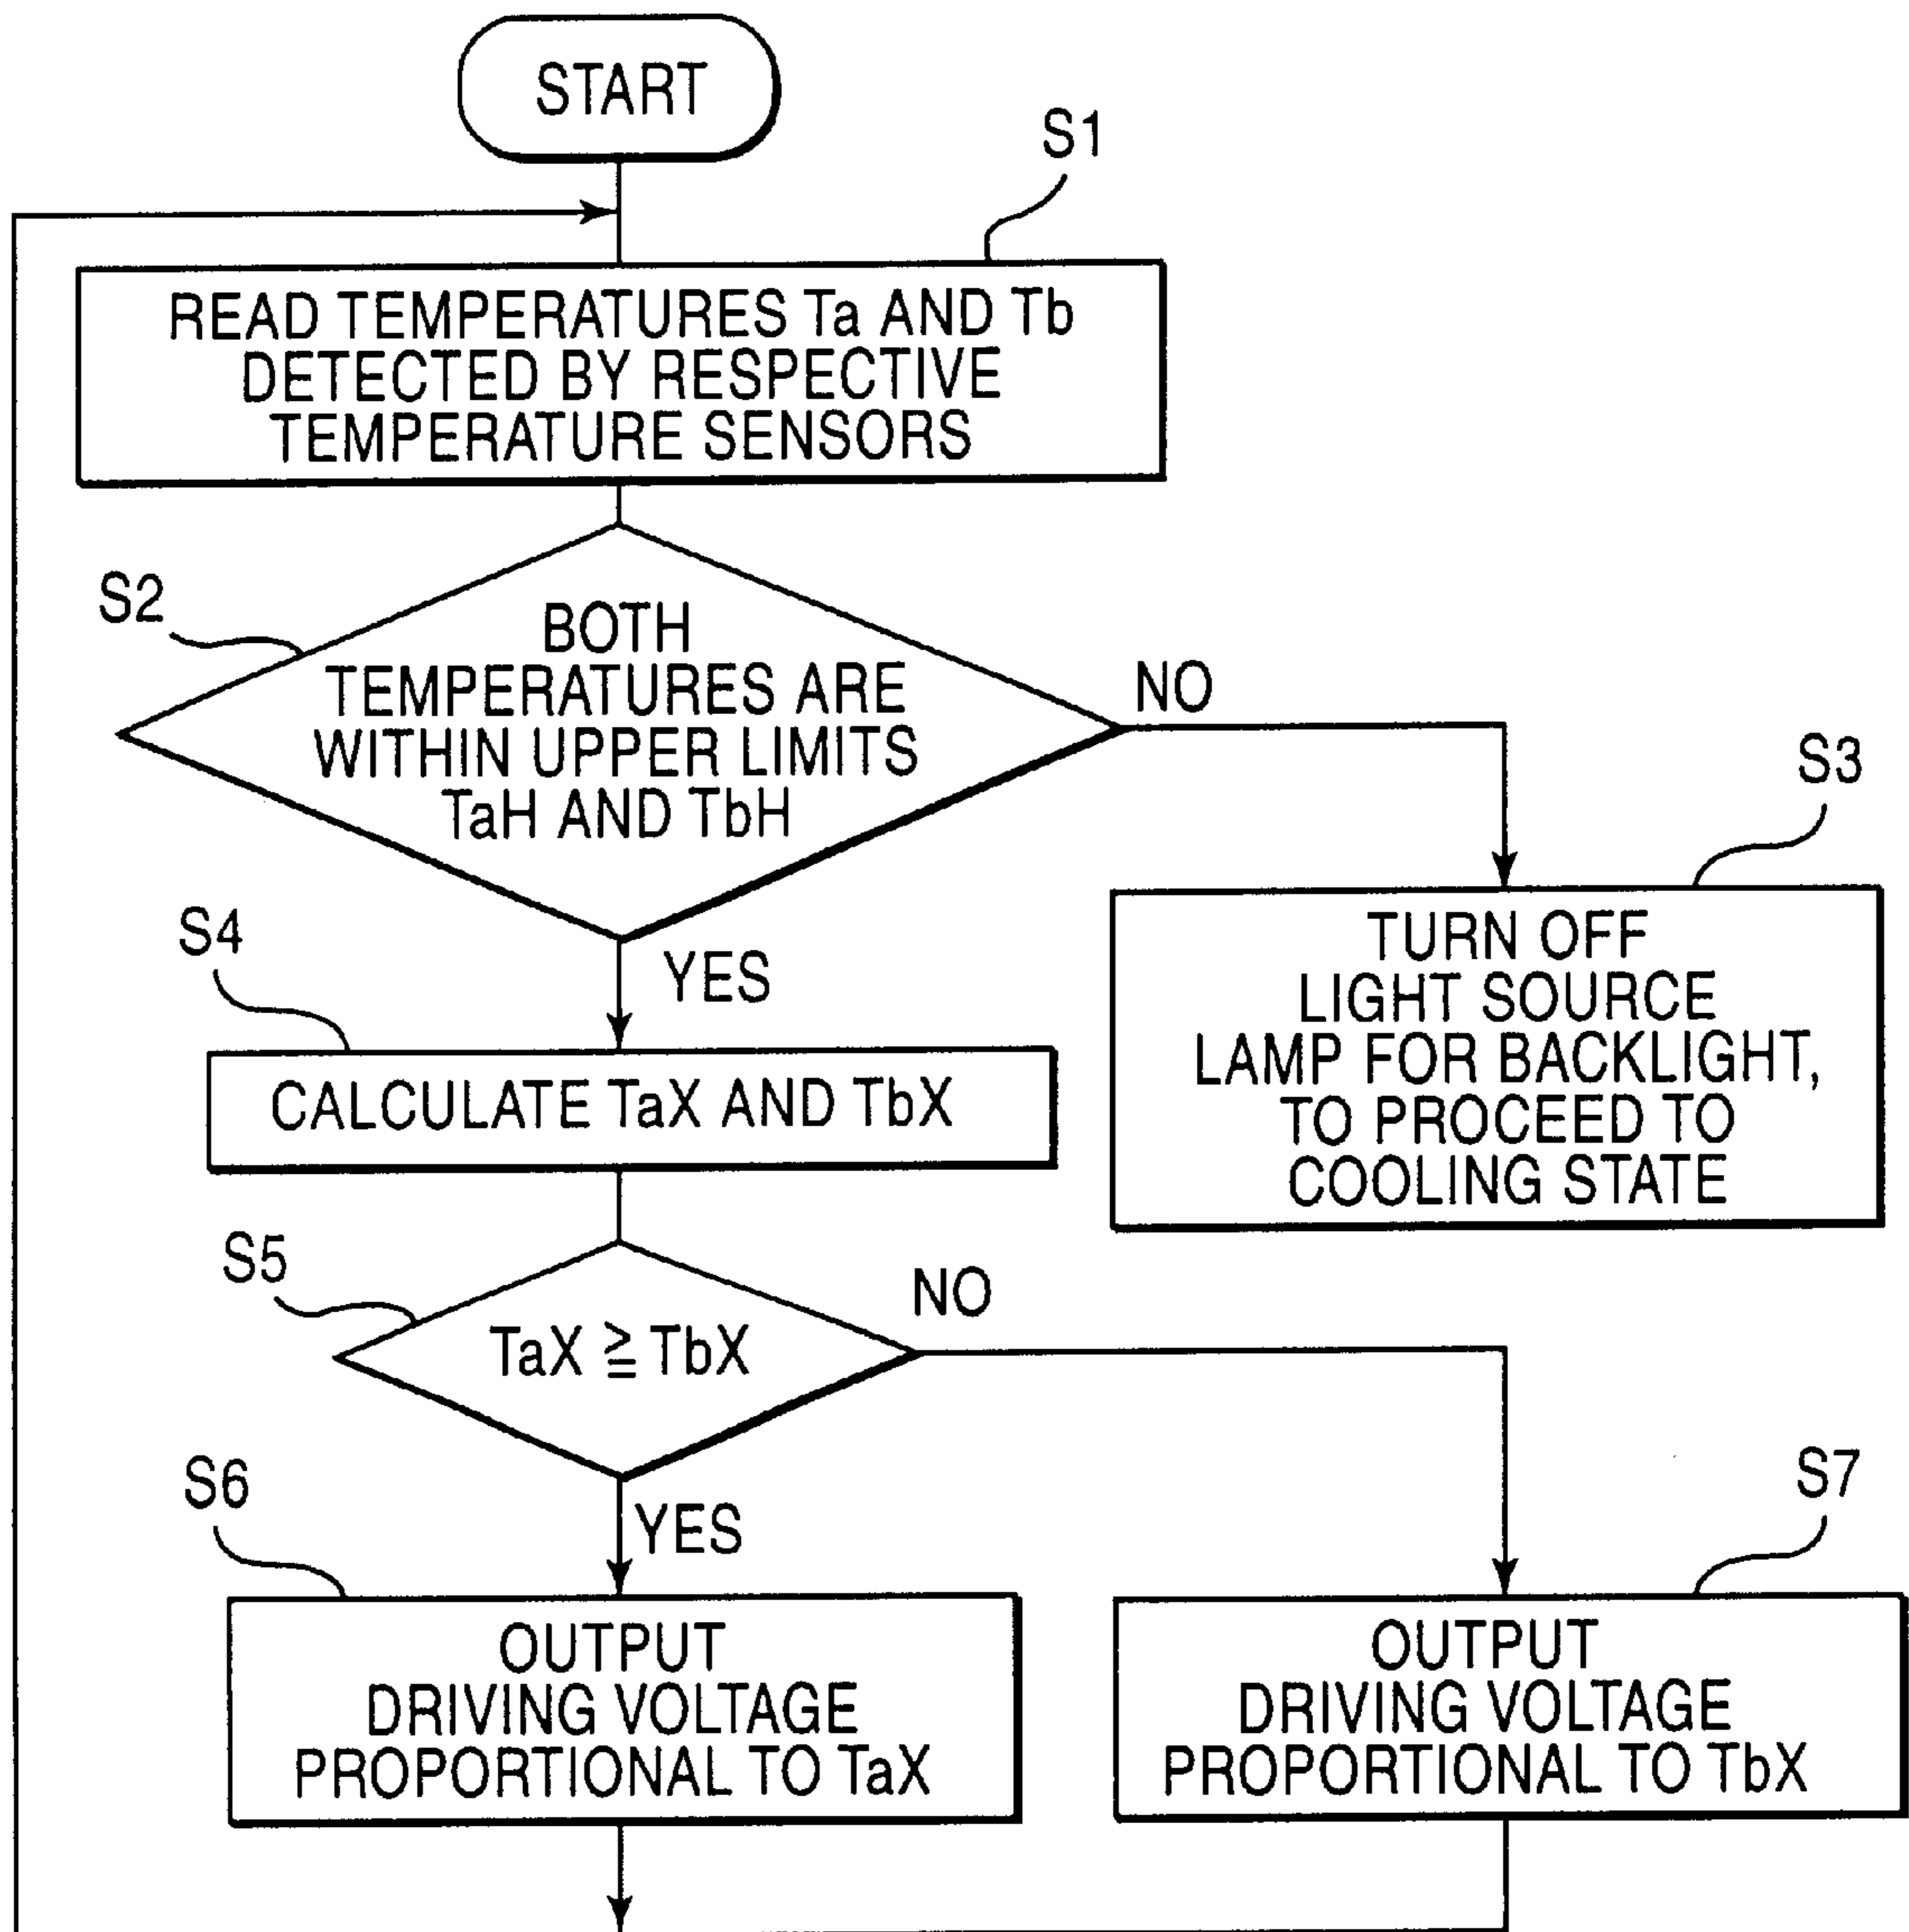 START
S1
READ TEMPERATURES Ta AND Tb
DETECTED BY RESPECTIVE
TEMPERATURE SENSORS
S2
BOTH
TEMPERATURES ARE
WITHIN UPPER LIMITS
TaH AND TbH
NO
S3
TURN OFF
LIGHT SOURCE
LAMP FOR BACKLIGHT,
TO PROCEED TO
COOLING STATE
YES
S4
CALCULATE TaX AND TbX
S5
TaX ≧ TbX
NO
YES
S6
OUTPUT
DRIVING VOLTAGE
PROPORTIONAL TO TaX
S7
OUTPUT
DRIVING VOLTAGE
PROPORTIONAL TO TbX